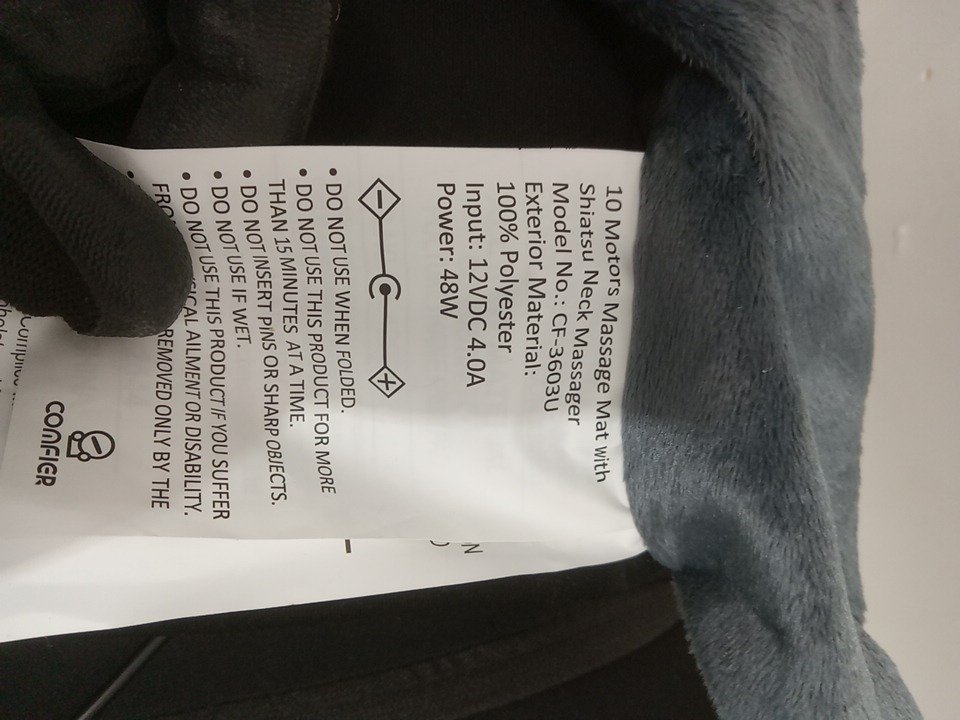 10 Motors Massage Mat with
Shiatsu Neck Massager
Model No.: CF-3603U
Exterior Material:
100% Polyester
Input: 12VDC 4.0A
Power: 48W
- +
• DO NOT USE WHEN FOLDED.
• DO NOT USE THIS PRODUCT FOR MORE
THAN 15 MINUTES AT A TIME.
• DO NOT INSERT PINS OR SHARP OBJECTS.
• DO NOT USE IF WET.
• DO NOT USE THIS PRODUCT IF YOU SUFFER
AILMENT OR DISABILITY.
REMOVED ONLY BY THE
COMFIER